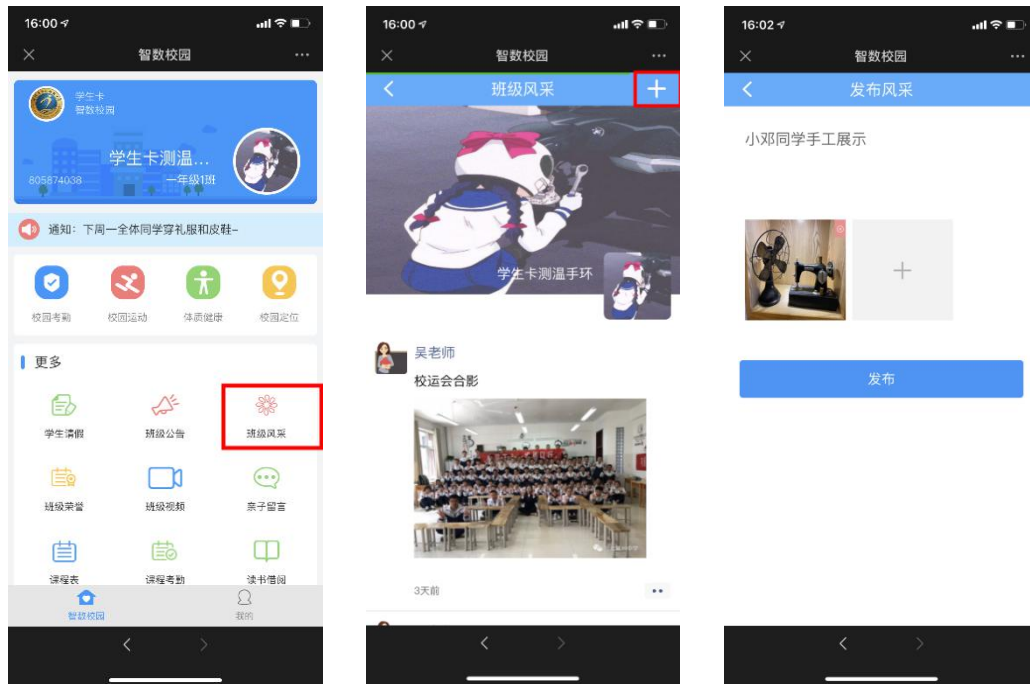 16:00
智数校园
学生卡
智数校园
学生卡测温...
805874038
一年级1班
通知：下周一全体同学穿礼服和皮鞋-
校园考勤 校园运动 体质健康 校园定位
更多
学生请假 班级公告 班级风采
班级荣誉 班级视频 亲子留言
课程表 课程考勤 读书借阅
智数校园 我的
16:00
智数校园
班级风采
学生卡测温手环
吴老师
校运会合影
3天前
16:02
智数校园
发布风采
小邓同学手工展示
发布